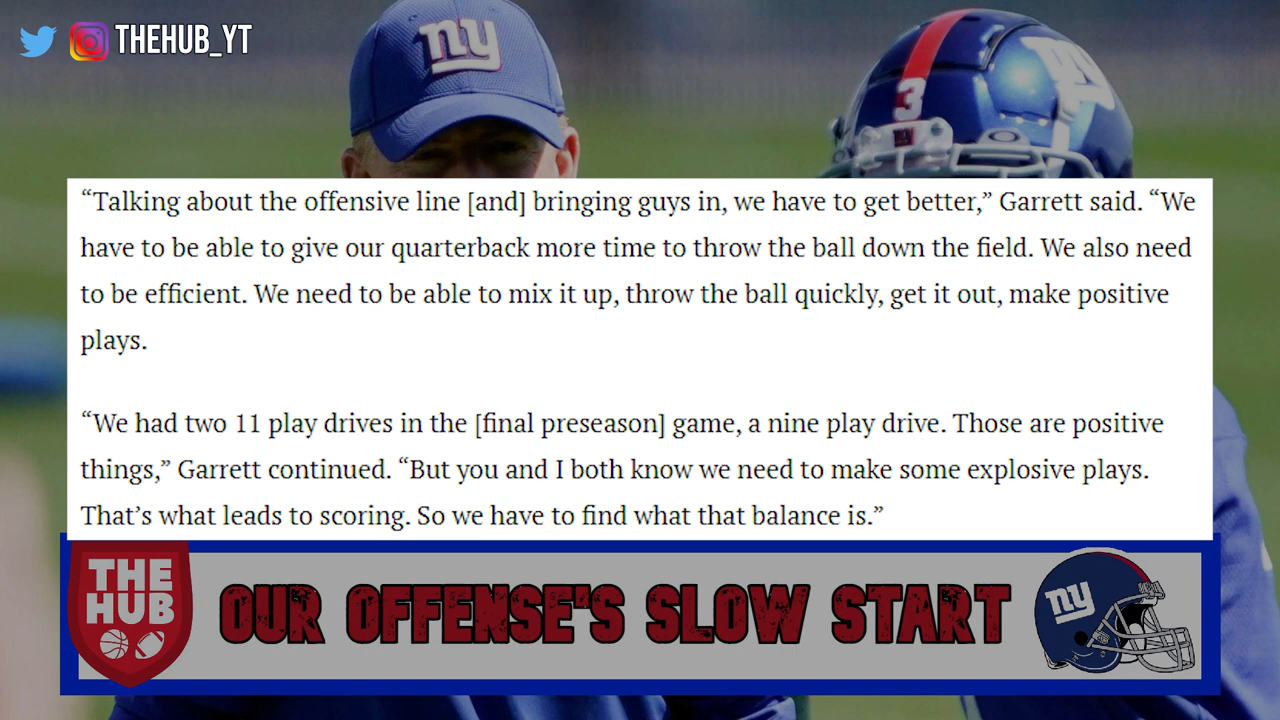 THEHUB_YT
ny
3
“Talking about the offensive line [and] bringing guys in, we have to get better,” Garrett said. “We
have to be able to give our quarterback more time to throw the ball down the field. We also need
to be efficient. We need to be able to mix it up, throw the ball quickly, get it out, make positive
plays.
“We had two 11 play drives in the [final preseason] game, a nine play drive. Those are positive
things,” Garrett continued. “But you and I both know we need to make some explosive plays.
That’s what leads to scoring. So we have to find what that balance is.”
THE
HUB
OUR OFFENSE'S SLOW START
ny